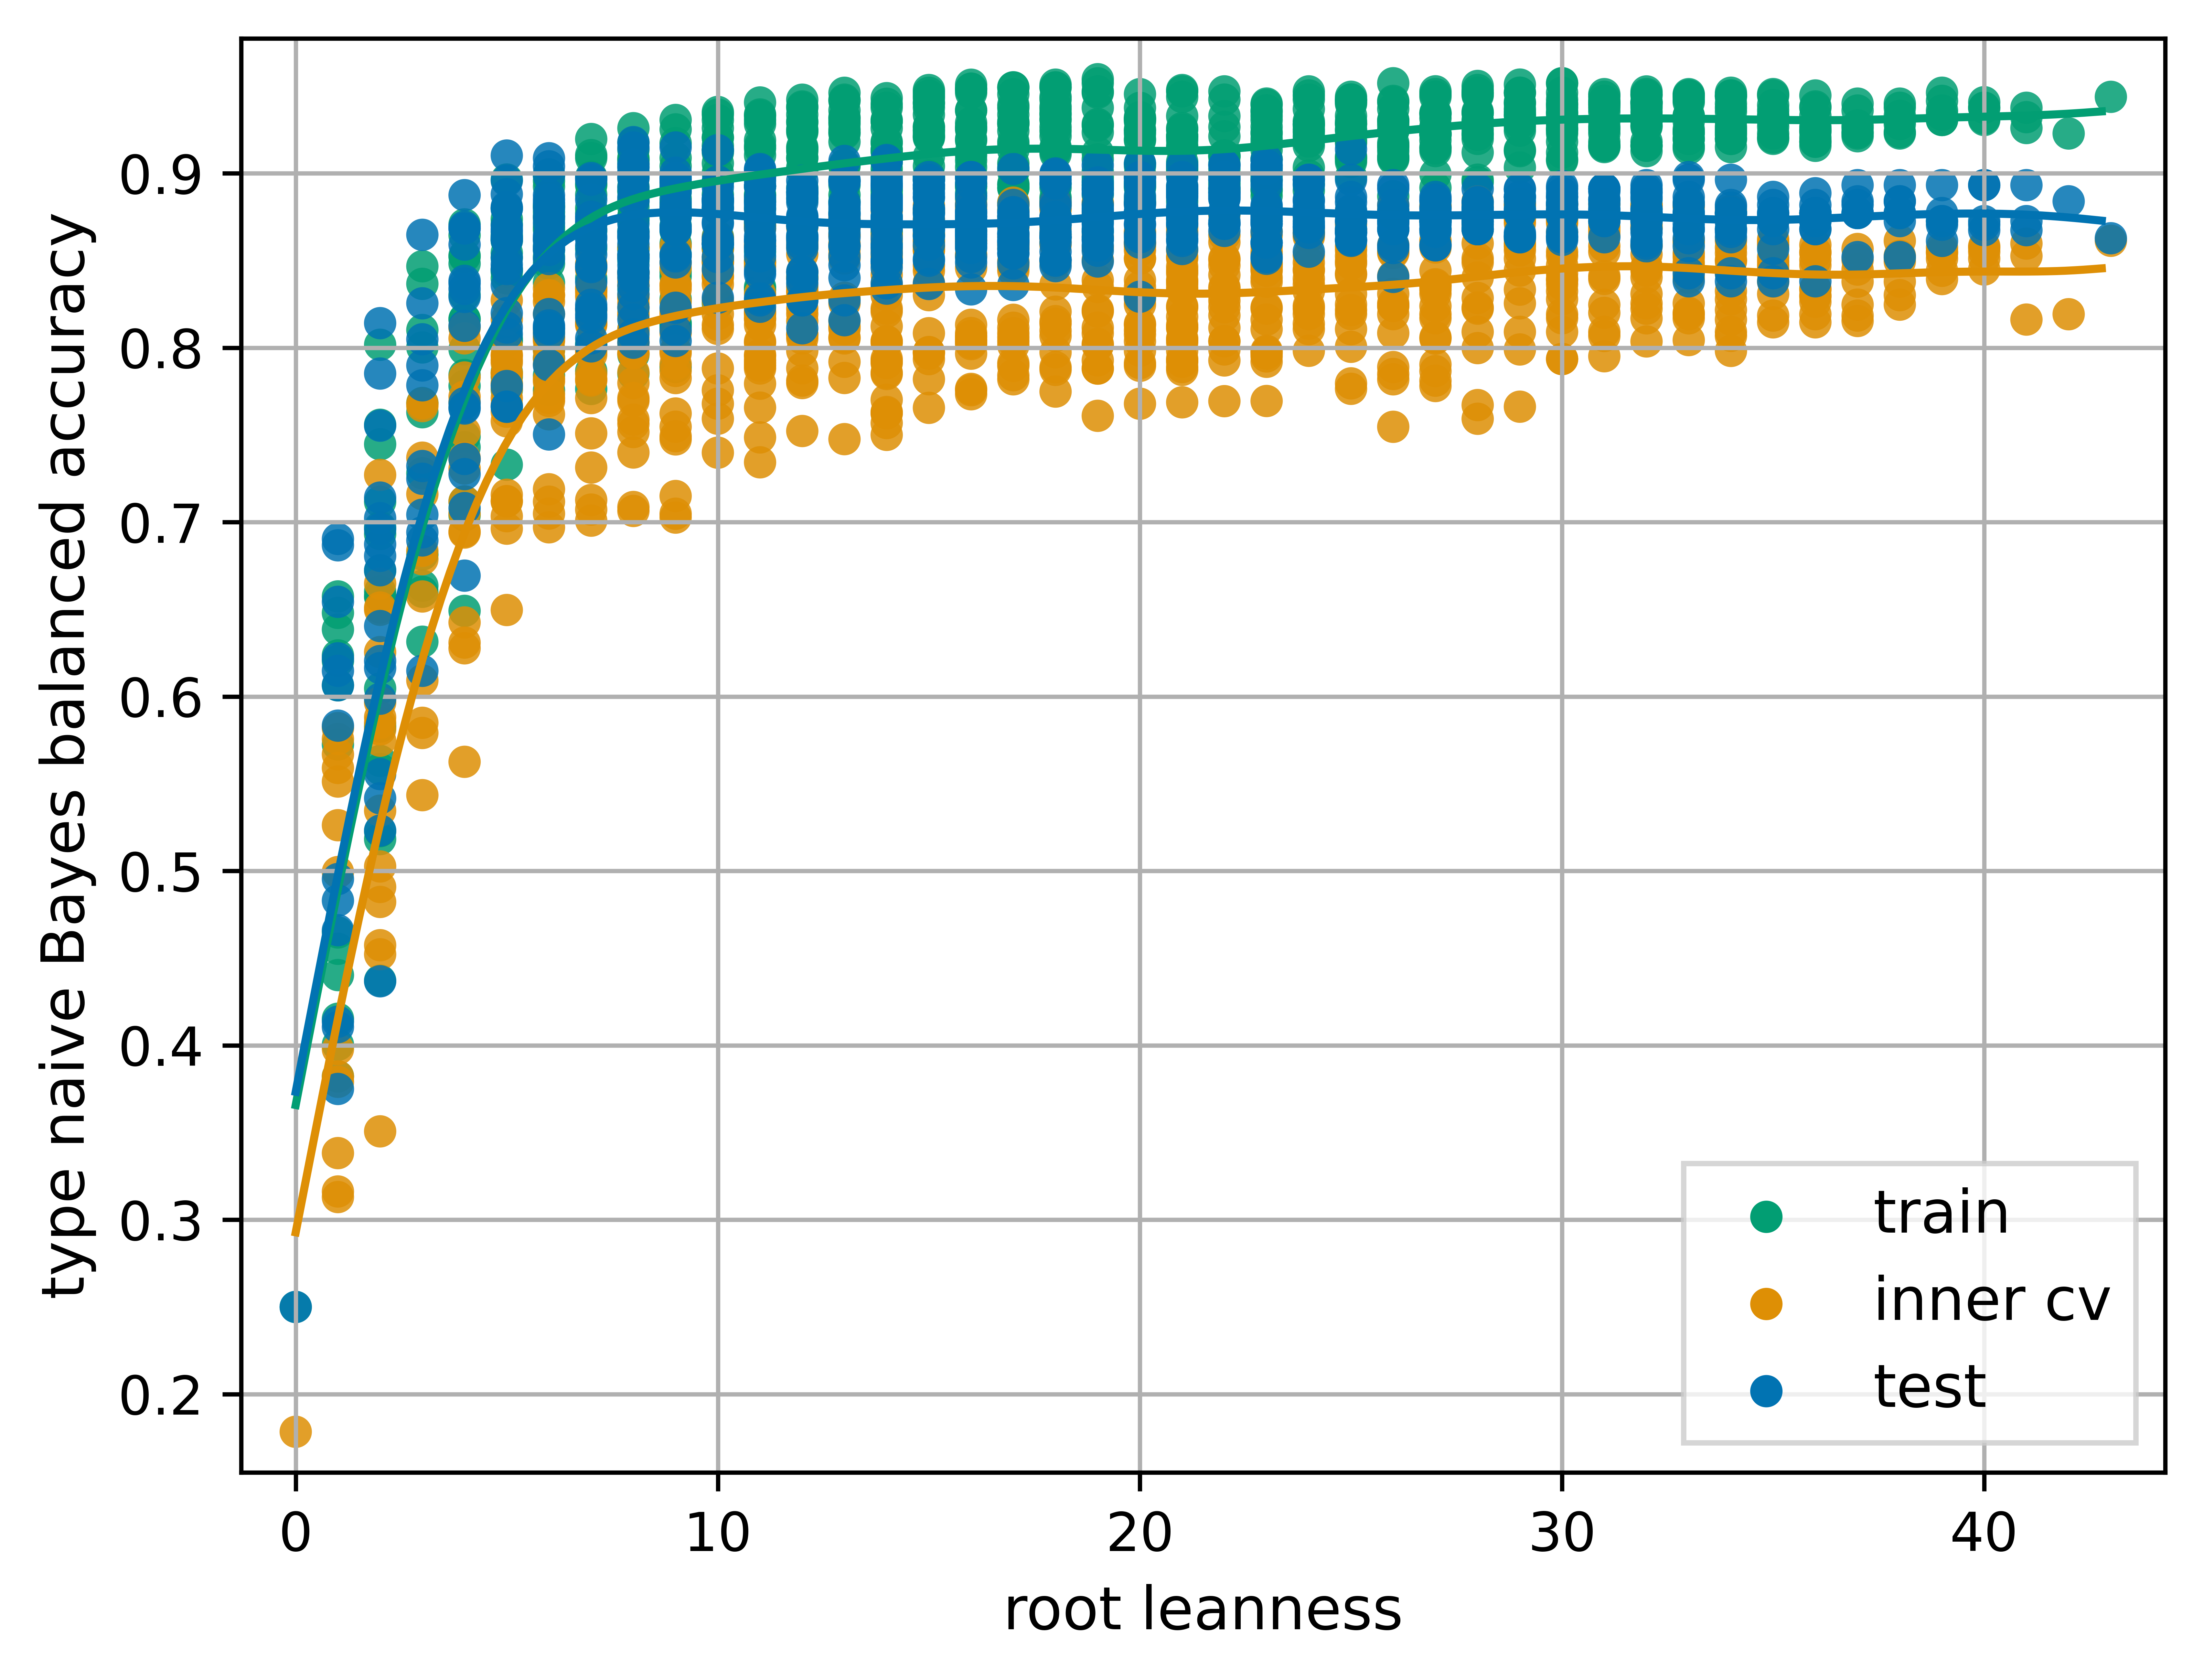 type naive Bayes balanced accuracy
0.9
0.8
0.7
0.6
0.5
0.4
0.3
0.2
train
inner cv
test
0 10 20 30 40
root leanness